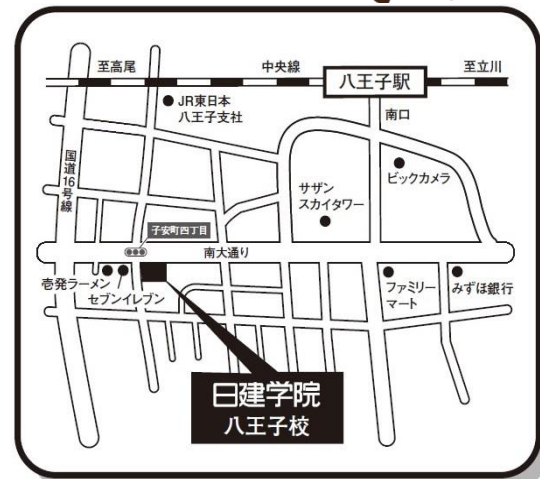 至高尾
中央線
八王子駅
至立川
JR東日本
八王子支社
南口
国道16号線
ビックカメラ
サザン
スカイタワー
子安町四丁目
南大通り
壱発ラーメン
セブンイレブン
ファミリー
マート
みずほ銀行
日建学院
八王子校